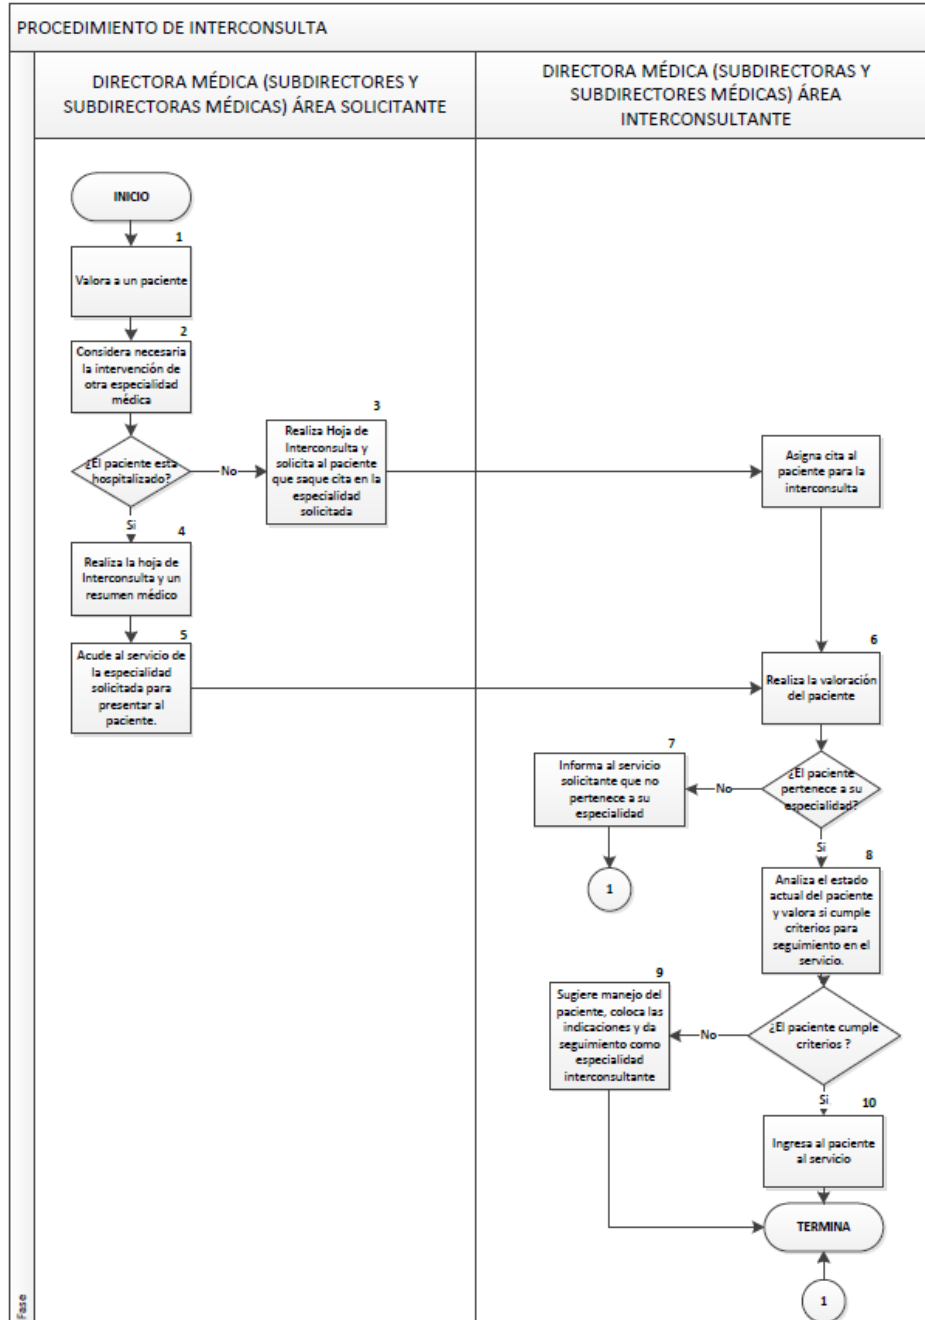 PROCEDIMIENTO DE INTERCONSULTA
DIRECTORA MÉDICA (SUBDIRECTORES Y
SUBDIRECTORAS MÉDICAS) ÁREA SOLICITANTE
DIRECTORA MÉDICA (SUBDIRECTORAS Y
SUBDIRECTORES MÉDICAS) ÁREA
INTERCONSULTANTE
INICIO
1
Valora a un paciente
2
Considera necesaria
la intervención de
otra especialidad
médica
¿El paciente esta
hospitalizado?
No
3
Realiza Hoja de
Interconsulta y
solicita al paciente
que saque cita en la
especialidad
solicitada
Asigna cita al
paciente para la
interconsulta
Si
4
Realiza la hoja de
Interconsulta y un
resumen médico
5
Acude al servicio de
la especialidad
solicitada para
presentar al
paciente.
6
Realiza la valoración
del paciente
¿El paciente
pertenece a su
especialidad?
No
7
Informa al servicio
solicitante que no
pertenece a su
especialidad
1
Si
8
Analiza el estado
actual del paciente
y valora si cumple
criterios para
seguimiento en el
servicio.
¿El paciente cumple
criterios ?
No
9
Sugiere manejo del
paciente, coloca las
indicaciones y da
seguimiento como
especialidad
interconsultante
Si
10
Ingresa al paciente
al servicio
TERMINA
1
Fase